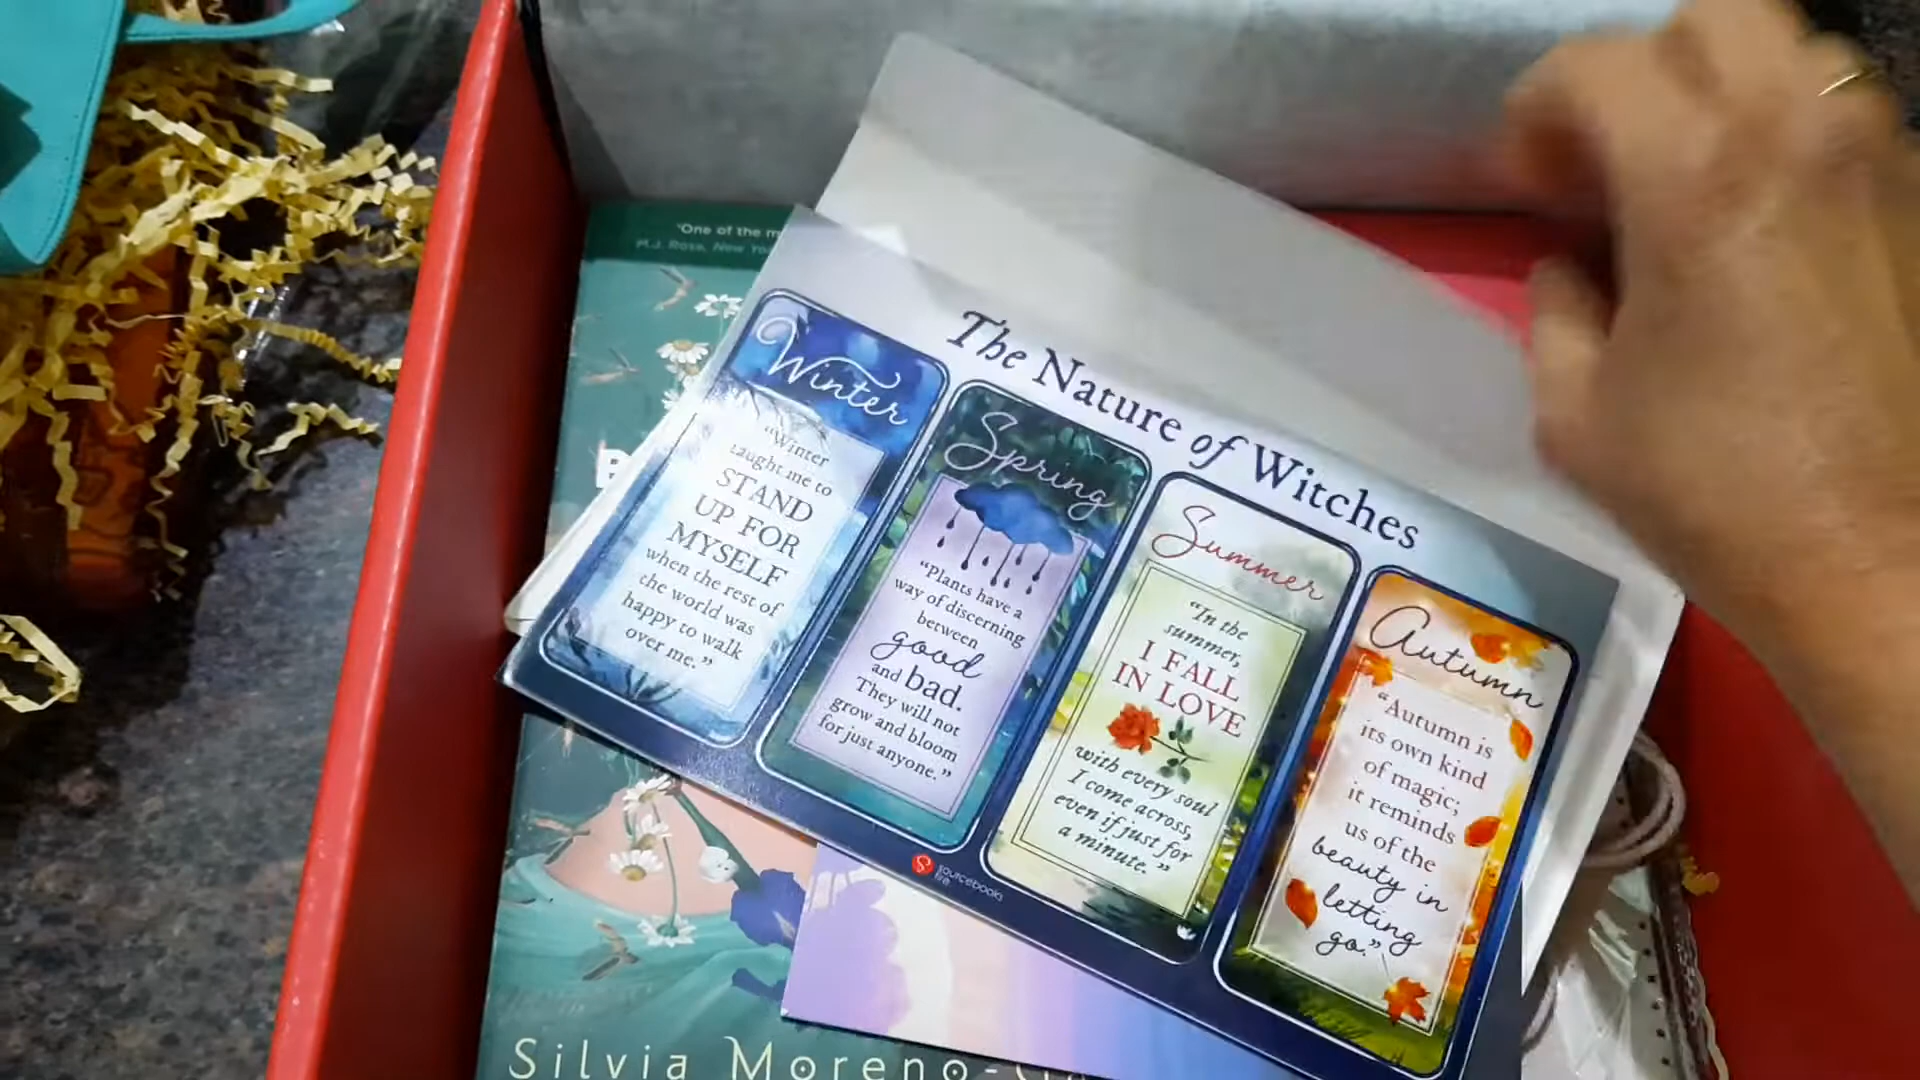 "One of the m
M.J. Rose, New Yo
The Nature of Witches
Winter
"Winter
taught me to
STAND
UP FOR
MYSELF
when the rest of
the world was
happy to walk
over me."
Spring
"Plants have a
way of discerning
between
good
and bad.
They will not
grow and bloom
for just anyone."
Summer
"In the
summer,
I FALL
IN LOVE
with every soul
I come across,
even if just for
a minute."
Autumn
"Autumn is
its own kind
of magic;
it reminds
us of the
beauty in
letting
go."
sourcebooks
fire
B
Silvia Moreno-G